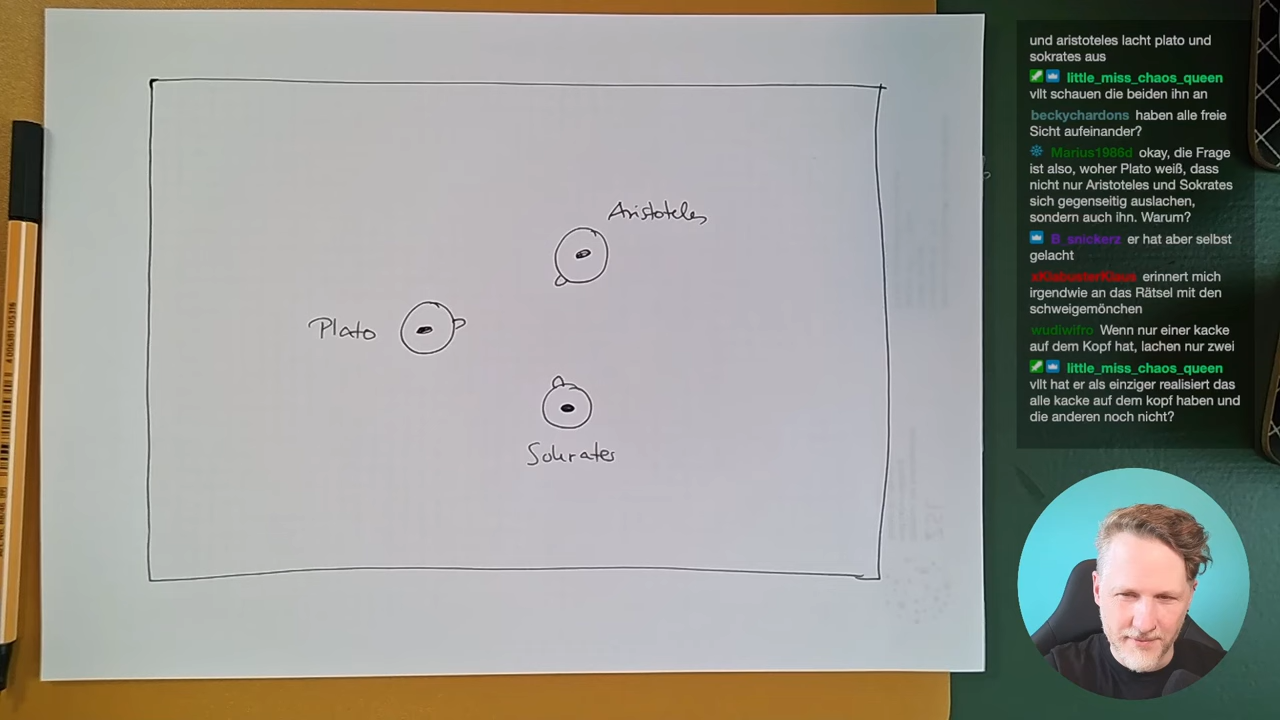 Aristoteles
Plato
Sokrates
und aristoteles lacht plato und
sokrates aus
little_miss_chaos_queen
vllt schauen die beiden ihn an
beckychardons haben alle freie
Sicht aufeinander?
Marius1986d okay, die Frage
ist also, woher Plato weiß, dass
nicht nur Aristoteles und Sokrates
sich gegenseitig auslachen,
sondern auch ihn. Warum?
B_snickerz er hat aber selbst
gelacht
xKlabusterKlaus erinnert mich
irgendwie an das Rätsel mit den
schweigemönchen
wudiwifro Wenn nur einer kacke
auf dem Kopf hat, lachen nur zwei
little_miss_chaos_queen
vllt hat er als einziger realisiert das
alle kacke auf dem kopf haben und
die anderen noch nicht?